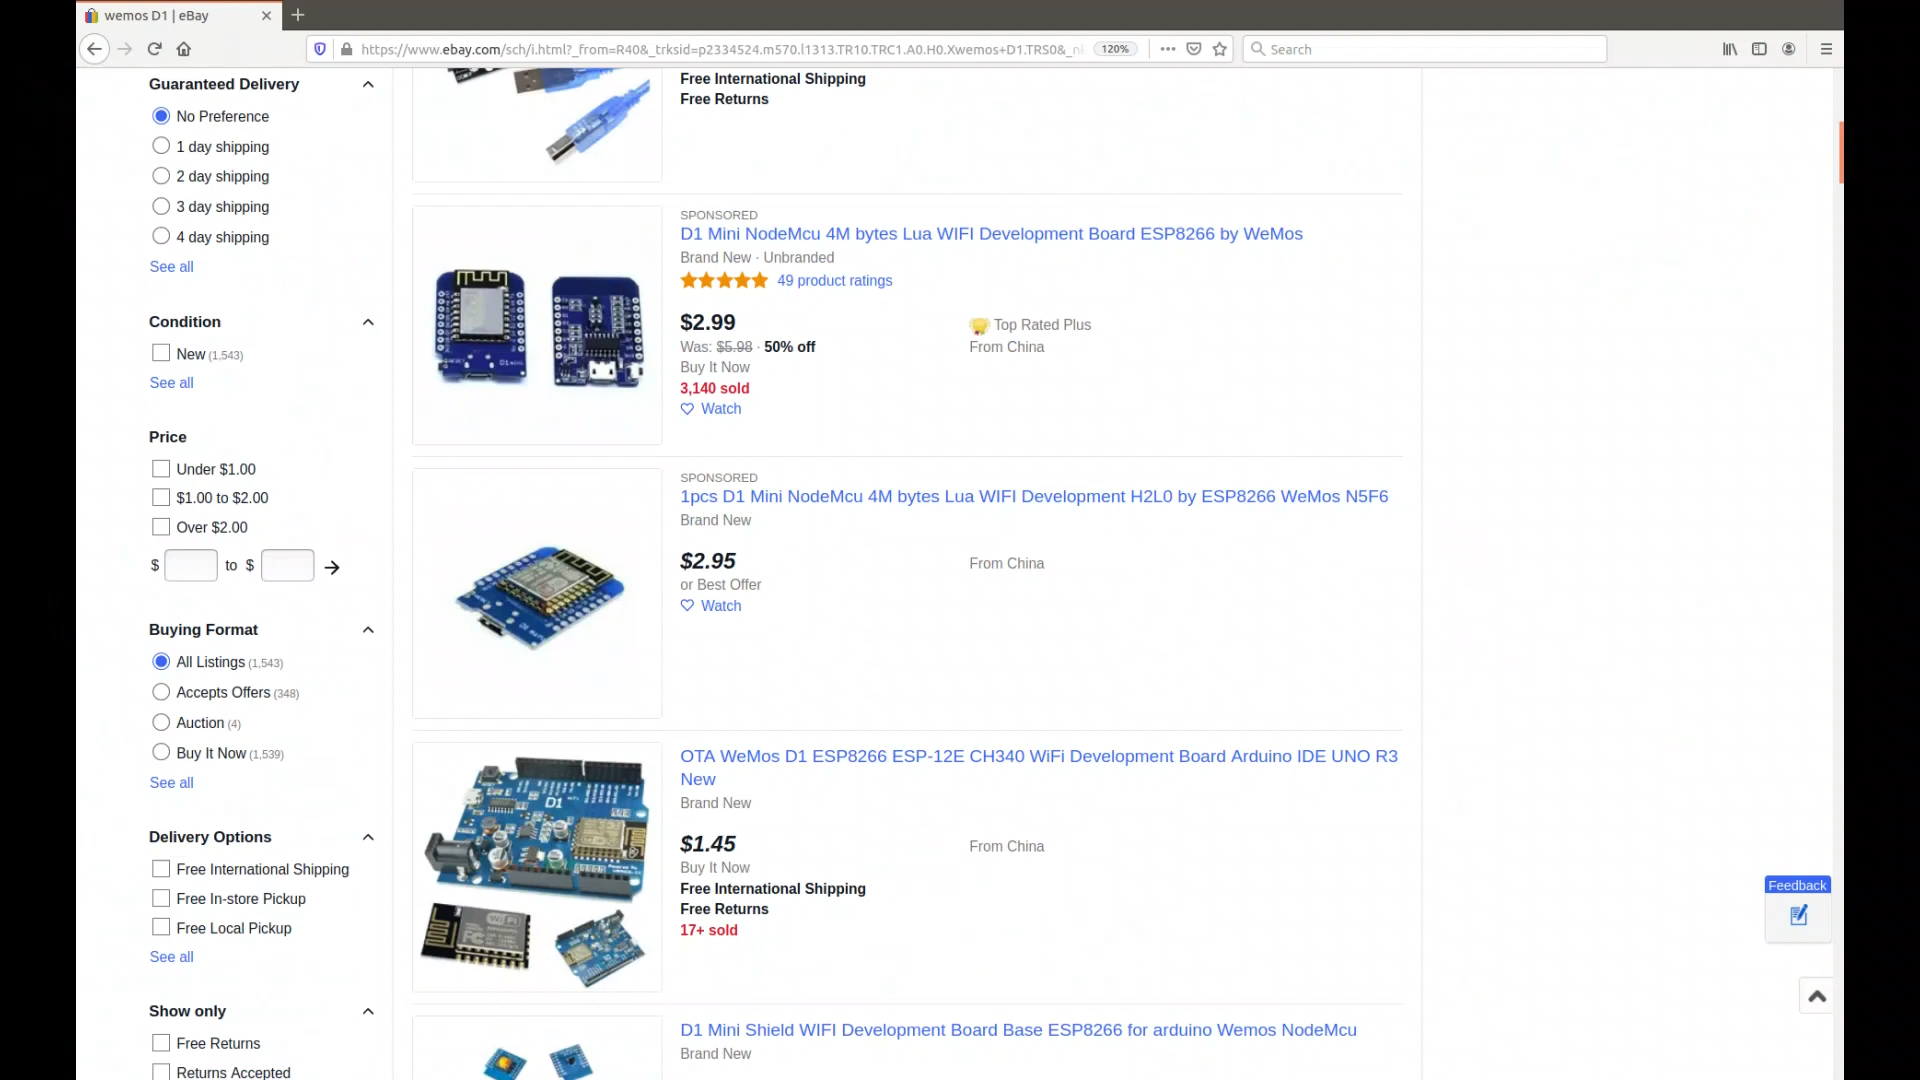 wemos D1 | eBay
https://www.ebay.com/sch/i.html?_from=R40&_trksid=p2334524.m570.l1313.TR10.TRC1.A0.H0.Xwemos+D1.TRS0&_nk
120%
Search
Guaranteed Delivery
No Preference
1 day shipping
2 day shipping
3 day shipping
4 day shipping
See all
Condition
New (1,543)
See all
Price
Under $1.00
$1.00 to $2.00
Over $2.00
$ to $
Buying Format
All Listings (1,543)
Accepts Offers (348)
Auction (4)
Buy It Now (1,539)
See all
Delivery Options
Free International Shipping
Free In-store Pickup
Free Local Pickup
See all
Show only
Free Returns
Returns Accepted
Free International Shipping
Free Returns
SPONSORED
D1 Mini NodeMcu 4M bytes Lua WIFI Development Board ESP8266 by WeMos
Brand New · Unbranded
49 product ratings
$2.99
Top Rated Plus
Was: $5.98 · 50% off
From China
Buy It Now
3,140 sold
Watch
SPONSORED
1pcs D1 Mini NodeMcu 4M bytes Lua WIFI Development H2L0 by ESP8266 WeMos N5F6
Brand New
$2.95
From China
or Best Offer
Watch
D1
WiFi
OTA WeMos D1 ESP8266 ESP-12E CH340 WiFi Development Board Arduino IDE UNO R3
New
Brand New
$1.45
From China
Buy It Now
Free International Shipping
Free Returns
17+ sold
D1 Mini Shield WIFI Development Board Base ESP8266 for arduino Wemos NodeMcu
Brand New
Feedback